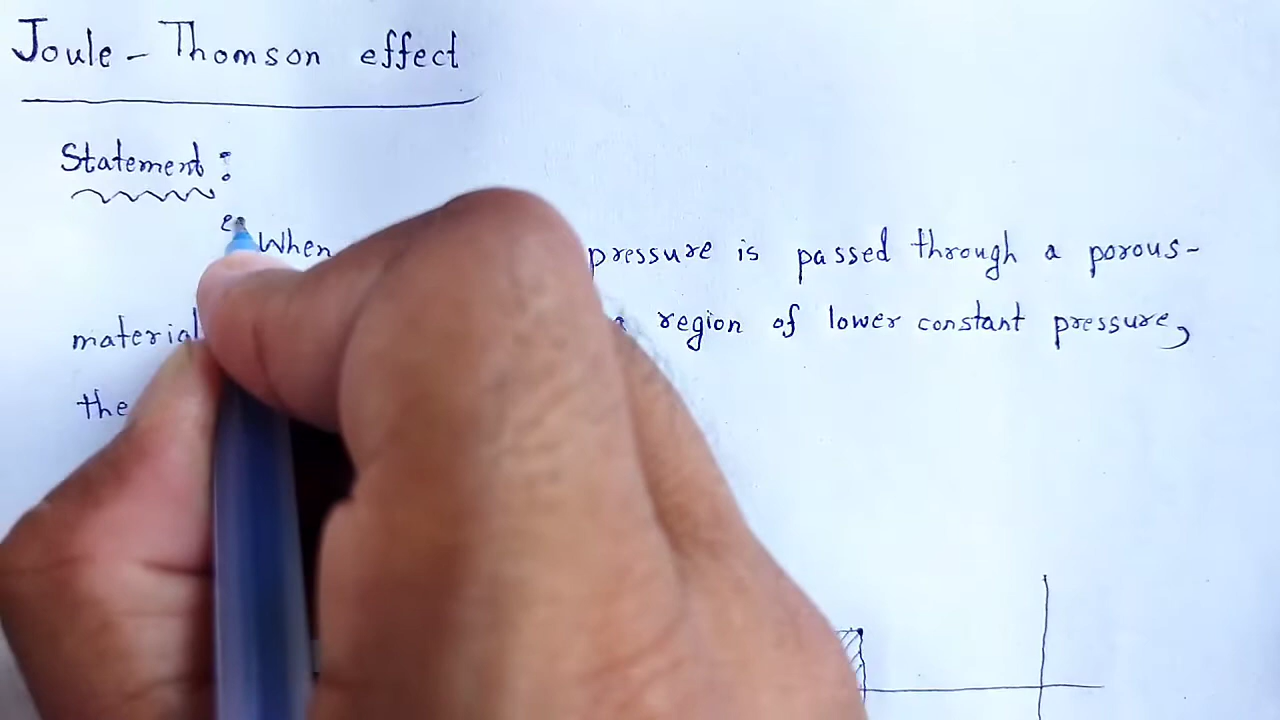 Joule - Thomson effect
Statement :
“When pressure is passed through a porous-
material region of lower constant pressure,
the